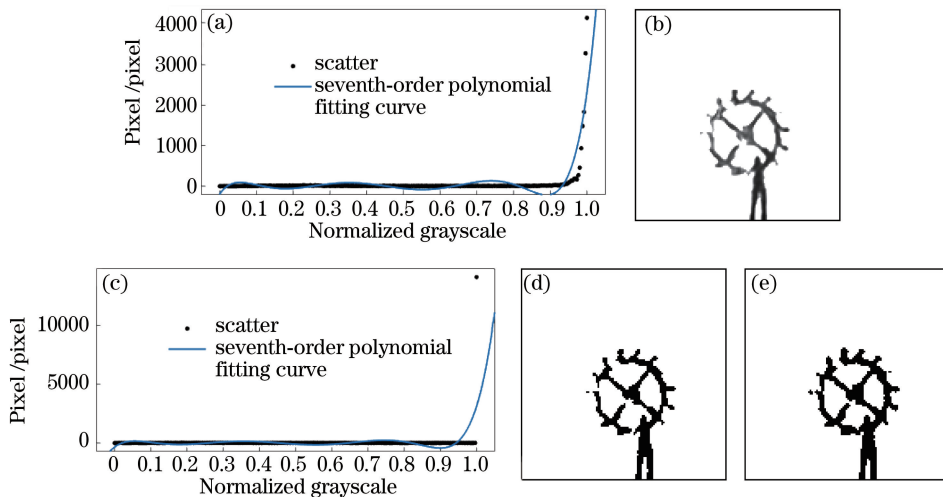 (a)
4000
3000
2000
1000
0
Pixel /pixel
scatter
seventh-order polynomial
fitting curve
0 0.1 0.2 0.3 0.4 0.5 0.6 0.7 0.8 0.9 1.0
Normalized grayscale
(b)
(c)
10000
5000
0
Pixel /pixel
scatter
seventh-order polynomial
fitting curve
0 0.1 0.2 0.3 0.4 0.5 0.6 0.7 0.8 0.9 1.0
Normalized grayscale
(d)
(e)